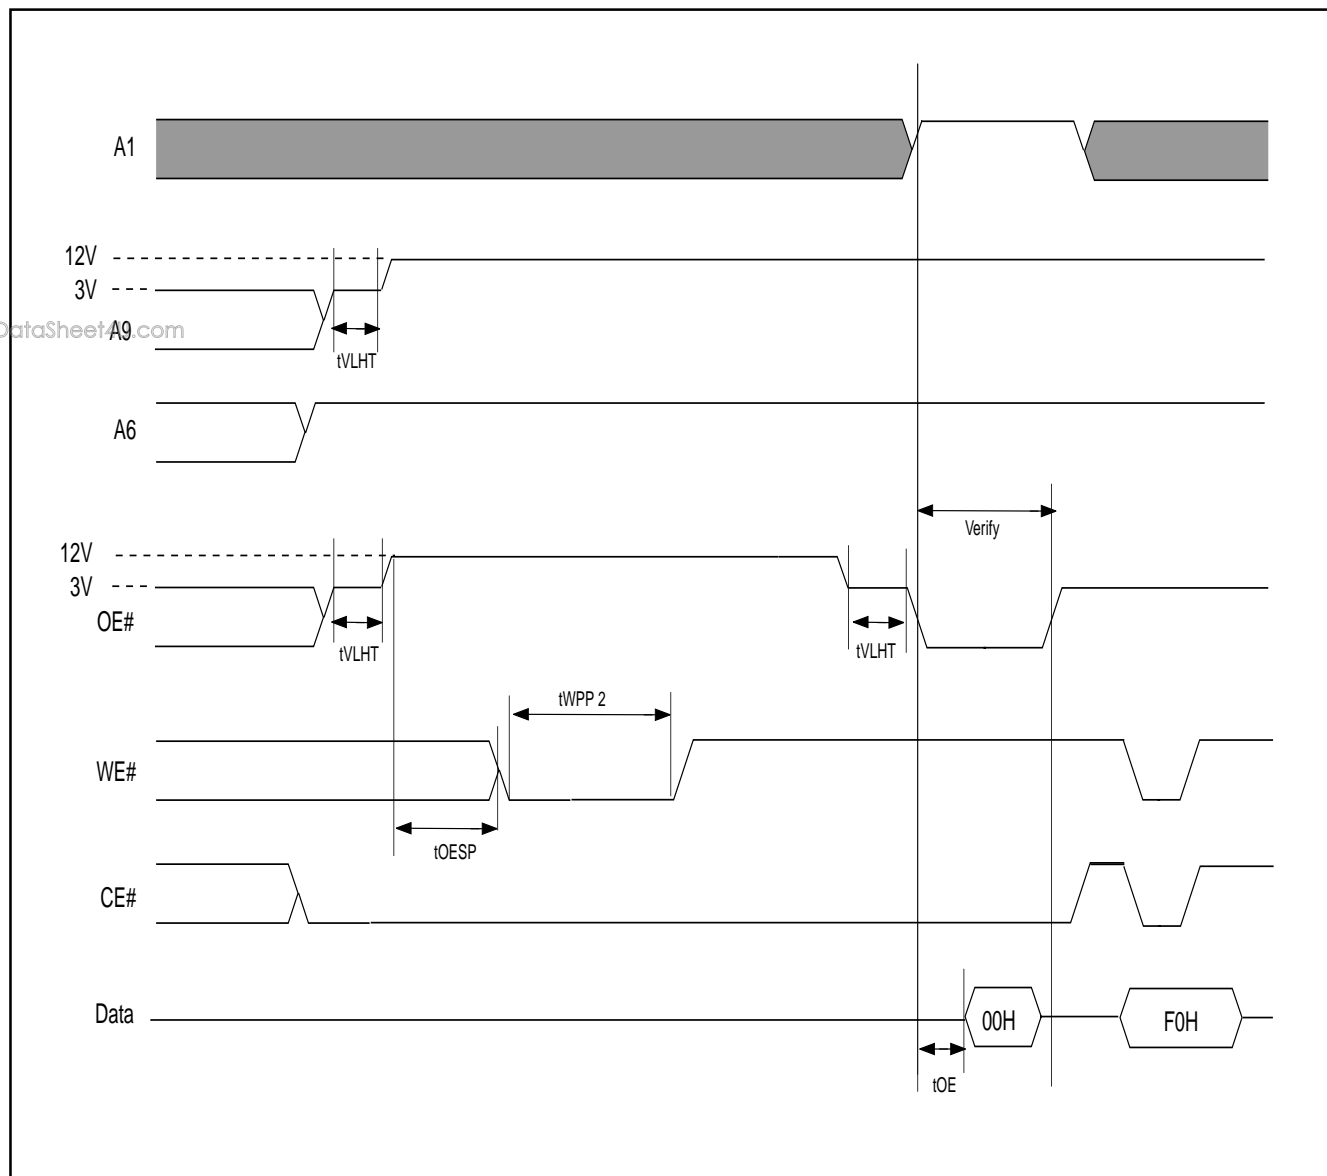 A1
12V
3V
DataSheet4U.com
A9
tVLHT
A6
Verify
12V
3V
OE#
tVLHT
tVLHT
tWPP 2
WE#
tOESP
CE#
Data
00H
F0H
tOE